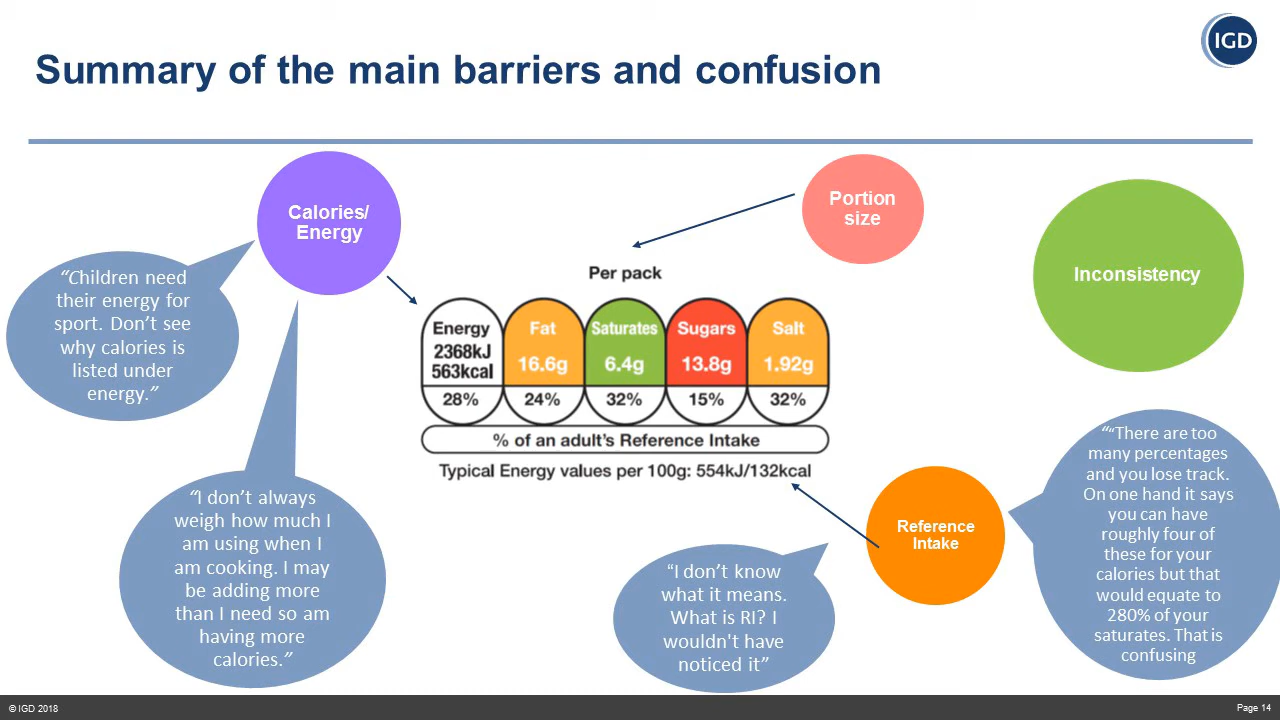 IGD
Summary of the main barriers and confusion
Calories/
Energy
Portion
size
Inconsistency
“Children need
their energy for
sport. Don’t see
why calories is
listed under
energy.”
Per pack
Energy
2368kJ
563kcal
28%
Fat
16.6g
24%
Saturates
6.4g
32%
Sugars
13.8g
15%
Salt
1.92g
32%
% of an adult’s Reference Intake
Typical Energy values per 100g: 554kJ/132kcal
“I don’t always
weigh how much I
am using when I
am cooking. I may
be adding more
than I need so am
having more
calories.”
Reference
Intake
“I don’t know
what it means.
What is RI? I
wouldn't have
noticed it”
““There are too
many percentages
and you lose track.
On one hand it says
you can have
roughly four of
these for your
calories but that
would equate to
280% of your
saturates. That is
confusing
© IGD 2018
Page 14